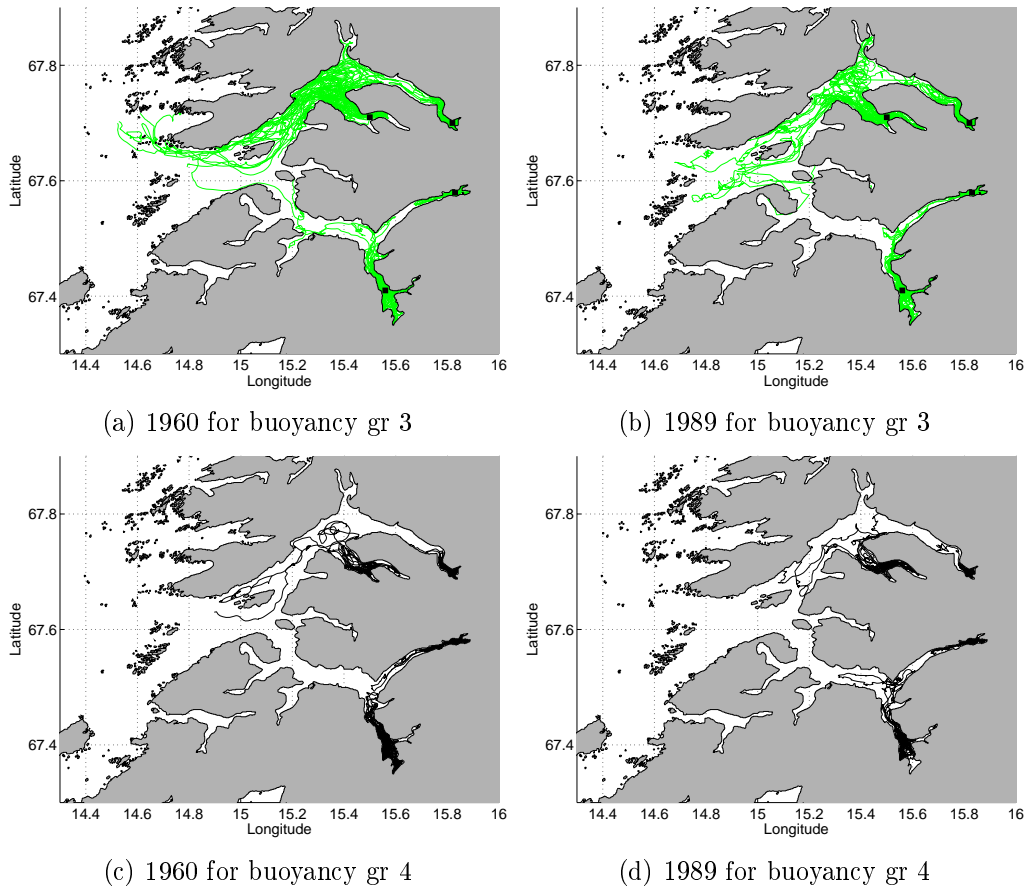 67.8
67.6
67.4
Latitude
14.4 14.6 14.8 15 15.2 15.4 15.6 15.8 16
Longitude
(a) 1960 for buoyancy gr 3
67.8
67.6
67.4
Latitude
14.4 14.6 14.8 15 15.2 15.4 15.6 15.8 16
Longitude
(b) 1989 for buoyancy gr 3
67.8
67.6
67.4
Latitude
14.4 14.6 14.8 15 15.2 15.4 15.6 15.8 16
Longitude
(c) 1960 for buoyancy gr 4
67.8
67.6
67.4
Latitude
14.4 14.6 14.8 15 15.2 15.4 15.6 15.8 16
Longitude
(d) 1989 for buoyancy gr 4